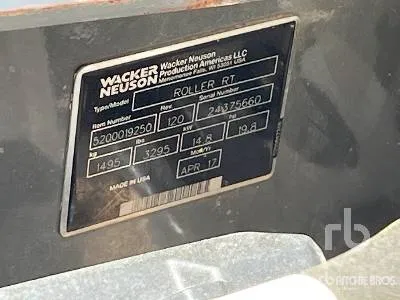 WACKER NEUSON
Wacker Neuson
Production Americas LLC
Menomonee Falls, WI 53051 USA
Type/Model
ROLLER RT
Item Number Rev. Serial Number
5200019250 120 24375660
kg lbs kW hp
1495 3295 14.8 19.8
Mo/Yr
APR 17
MADE IN USA
rb
RITCHIE BROS.